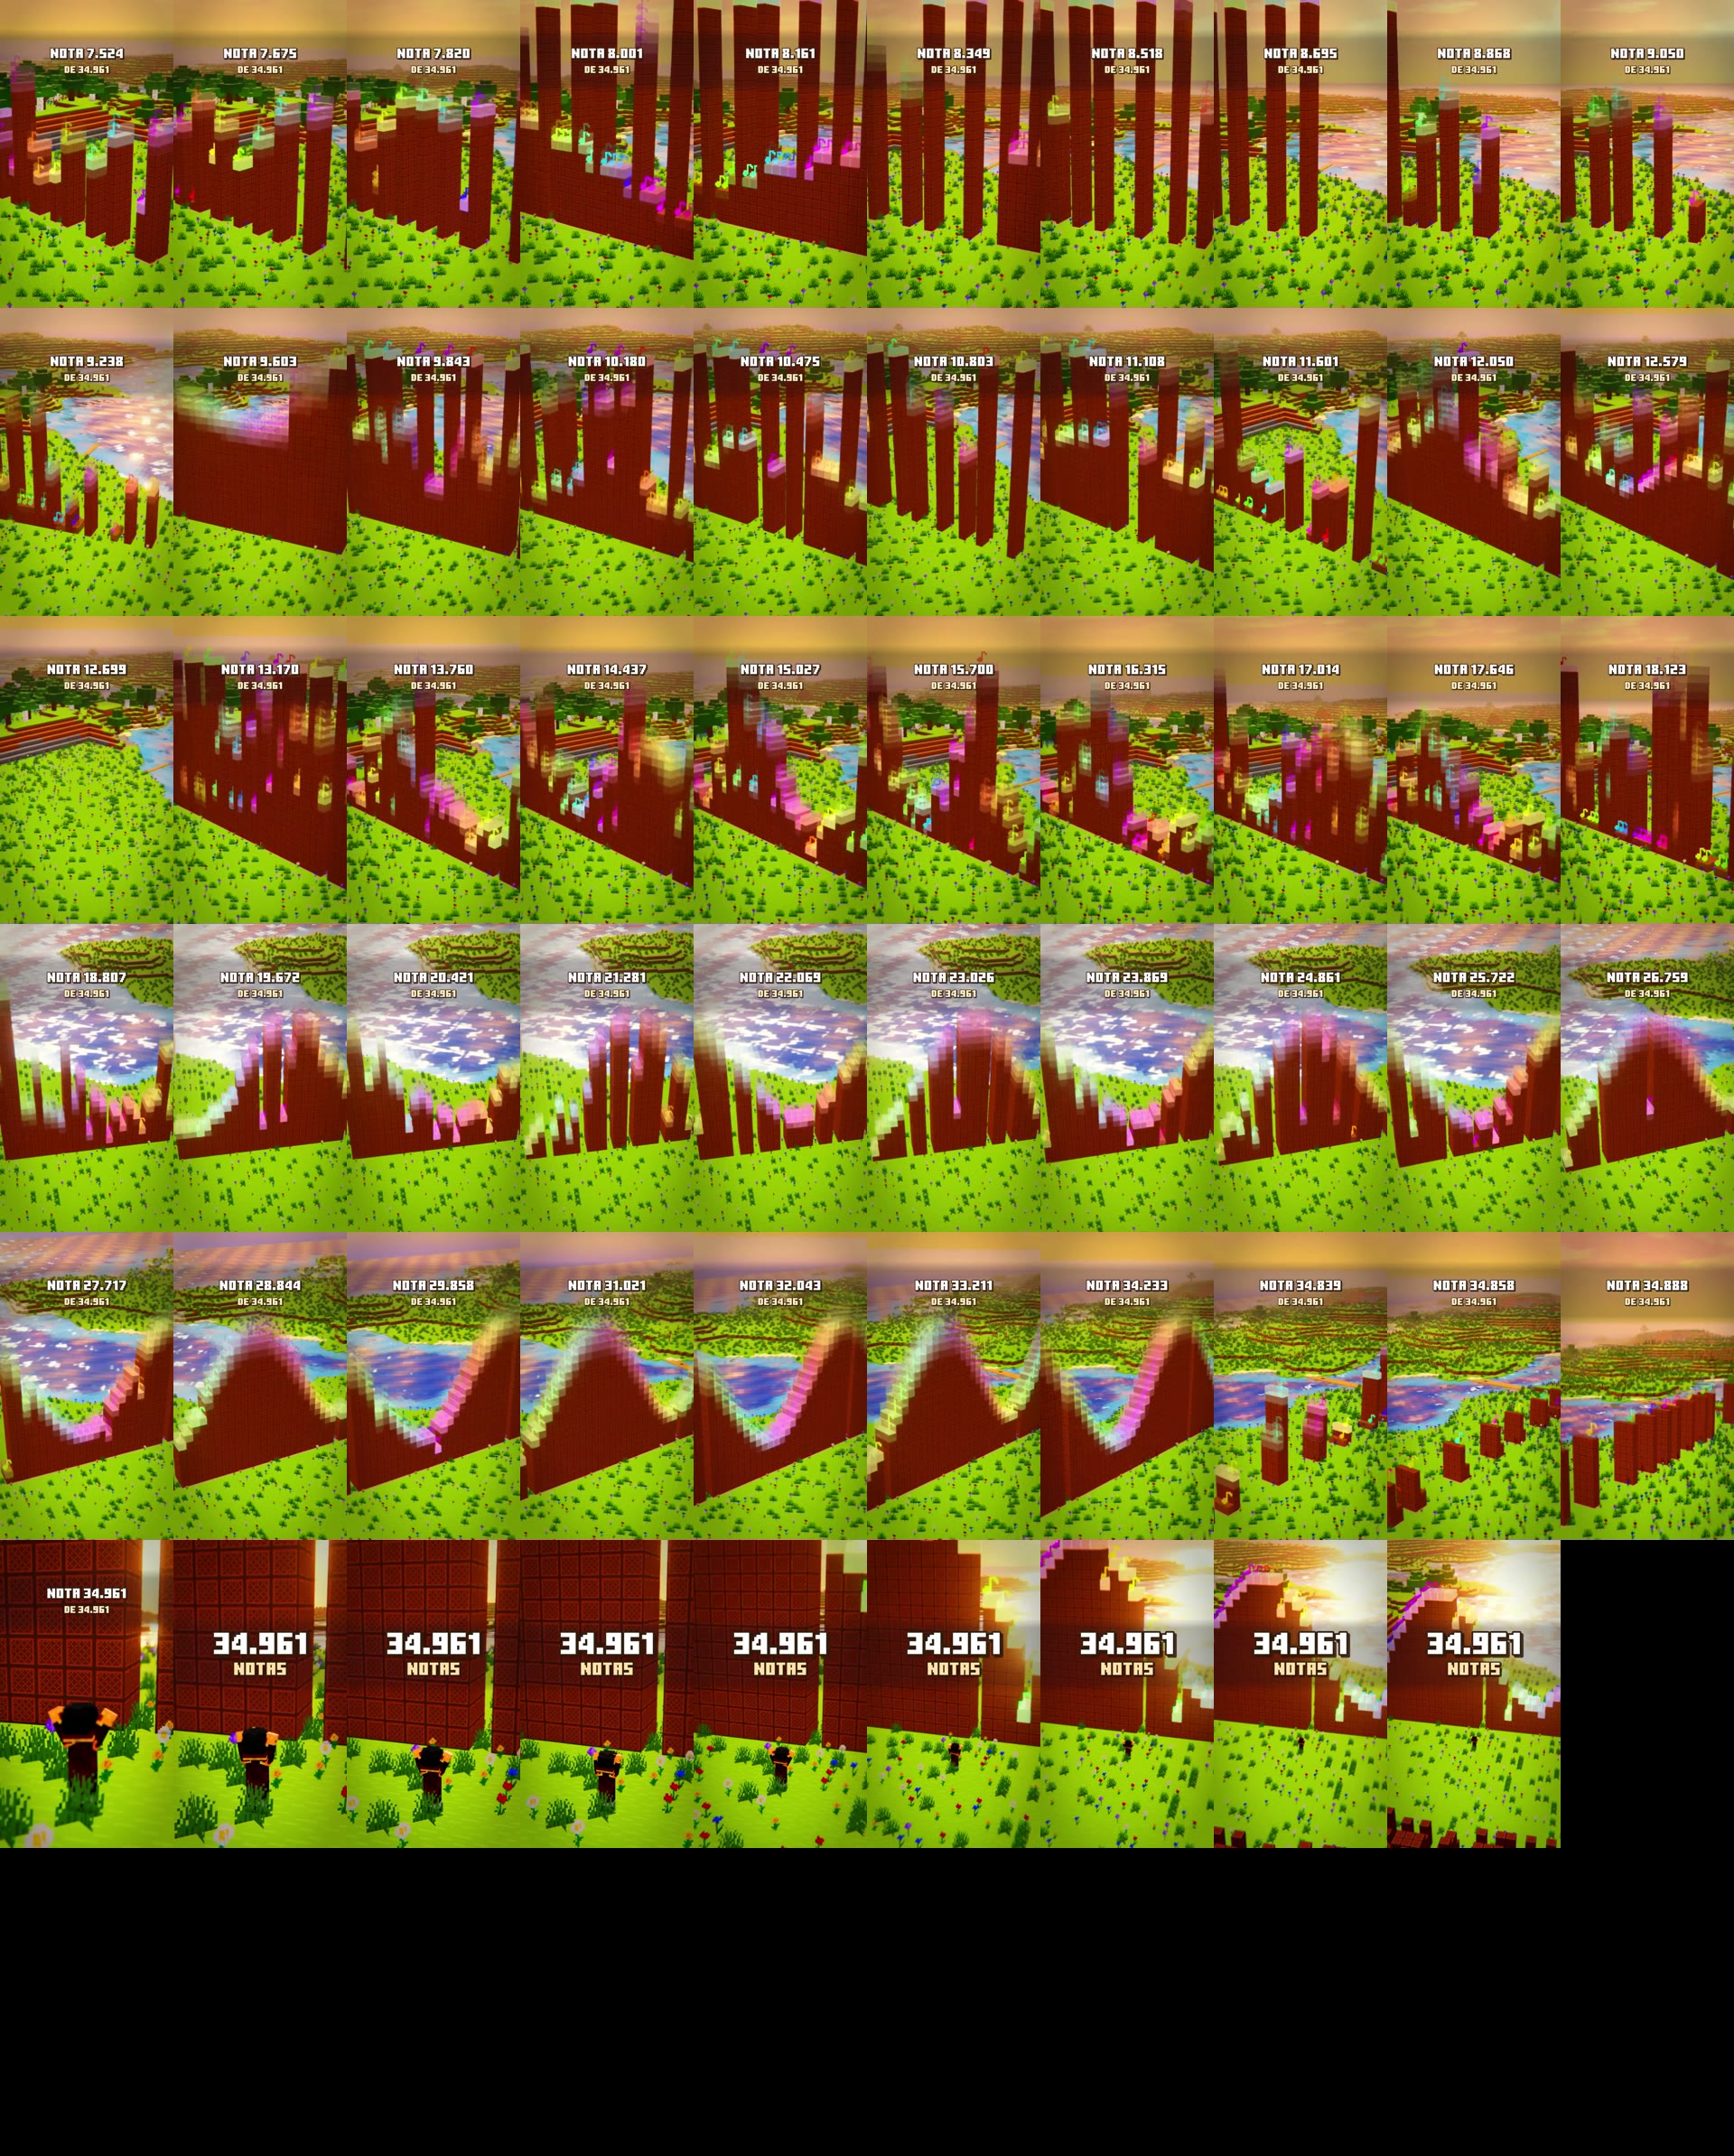 NOTA 7.524
DE 34.961
NOTA 7.675
DE 34.961
NOTA 7.820
DE 34.961
NOTA 8.001
DE 34.961
NOTA 8.161
DE 34.961
NOTA 8.349
DE 34.961
NOTA 8.518
DE 34.961
NOTA 8.695
DE 34.961
NOTA 8.868
DE 34.961
NOTA 9.050
DE 34.961
NOTA 9.238
DE 34.961
NOTA 9.603
DE 34.961
NOTA 9.843
DE 34.961
NOTA 10.180
DE 34.961
NOTA 10.475
DE 34.961
NOTA 10.803
DE 34.961
NOTA 11.108
DE 34.961
NOTA 11.601
DE 34.961
NOTA 12.050
DE 34.961
NOTA 12.579
DE 34.961
NOTA 12.699
DE 34.961
NOTA 13.170
DE 34.961
NOTA 13.760
DE 34.961
NOTA 14.437
DE 34.961
NOTA 15.027
DE 34.961
NOTA 15.700
DE 34.961
NOTA 16.315
DE 34.961
NOTA 17.014
DE 34.961
NOTA 17.646
DE 34.961
NOTA 18.123
DE 34.961
NOTA 18.807
DE 34.961
NOTA 19.672
DE 34.961
NOTA 20.421
DE 34.961
NOTA 21.281
DE 34.961
NOTA 22.069
DE 34.961
NOTA 23.026
DE 34.961
NOTA 23.869
DE 34.961
NOTA 24.861
DE 34.961
NOTA 25.722
DE 34.961
NOTA 26.759
DE 34.961
NOTA 27.717
DE 34.961
NOTA 28.844
DE 34.961
NOTA 29.858
DE 34.961
NOTA 31.021
DE 34.961
NOTA 32.043
DE 34.961
NOTA 33.211
DE 34.961
NOTA 34.233
DE 34.961
NOTA 34.839
DE 34.961
NOTA 34.858
DE 34.961
NOTA 34.888
DE 34.961
NOTA 34.961
DE 34.961
34.961
NOTAS
34.961
NOTAS
34.961
NOTAS
34.961
NOTAS
34.961
NOTAS
34.961
NOTAS
34.961
NOTAS
34.961
NOTAS